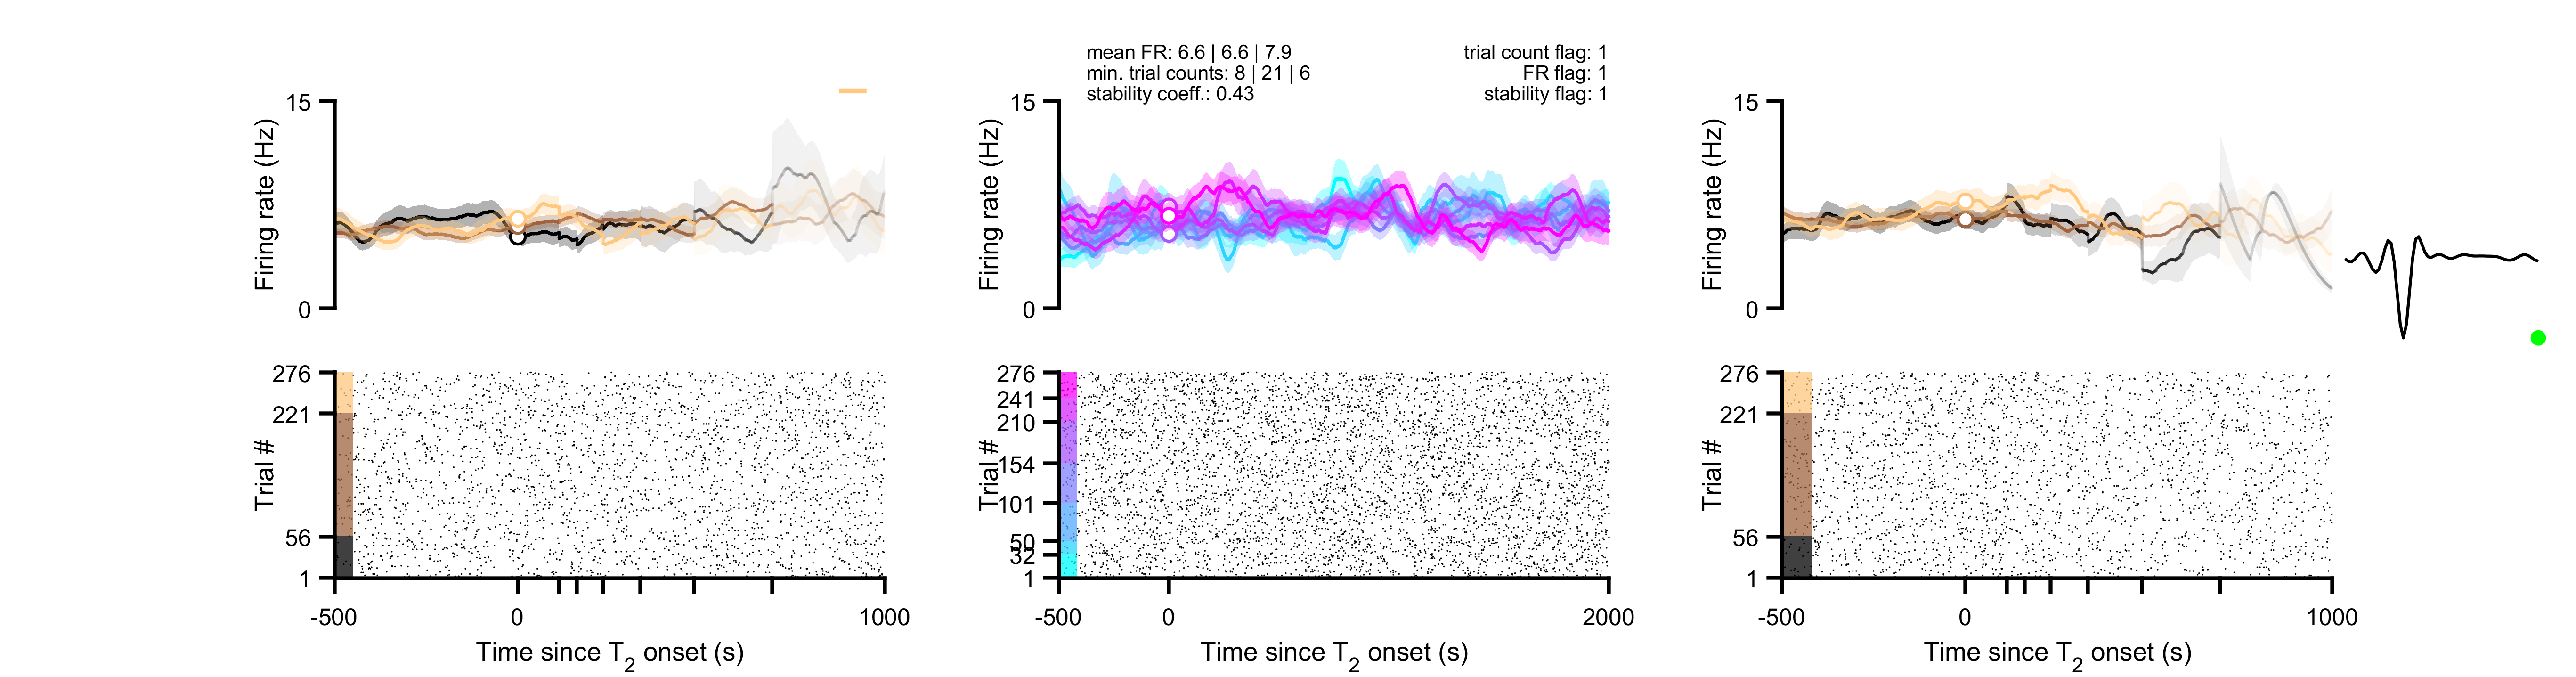 mean FR: 6.6 | 6.6 | 7.9
min. trial counts: 8 | 21 | 6
stability coeff.: 0.43
trial count flag: 1
FR flag: 1
stability flag: 1
15
Firing rate (Hz)
0
276
221
Trial #
56
1
-500
0
1000
Time since T2 onset (s)
15
Firing rate (Hz)
0
276
241
210
Trial #
154
101
50
32
1
-500
0
2000
Time since T2 onset (s)
15
Firing rate (Hz)
0
276
221
Trial #
56
1
-500
0
1000
Time since T2 onset (s)